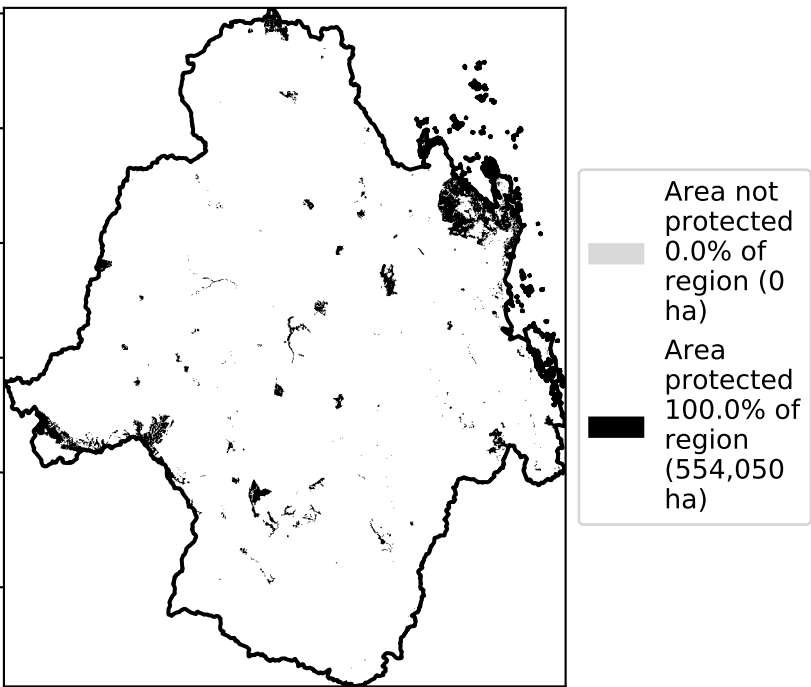 Area not
protected
0.0% of
region (0
ha)
Area
protected
100.0% of
region
(554,050
ha)